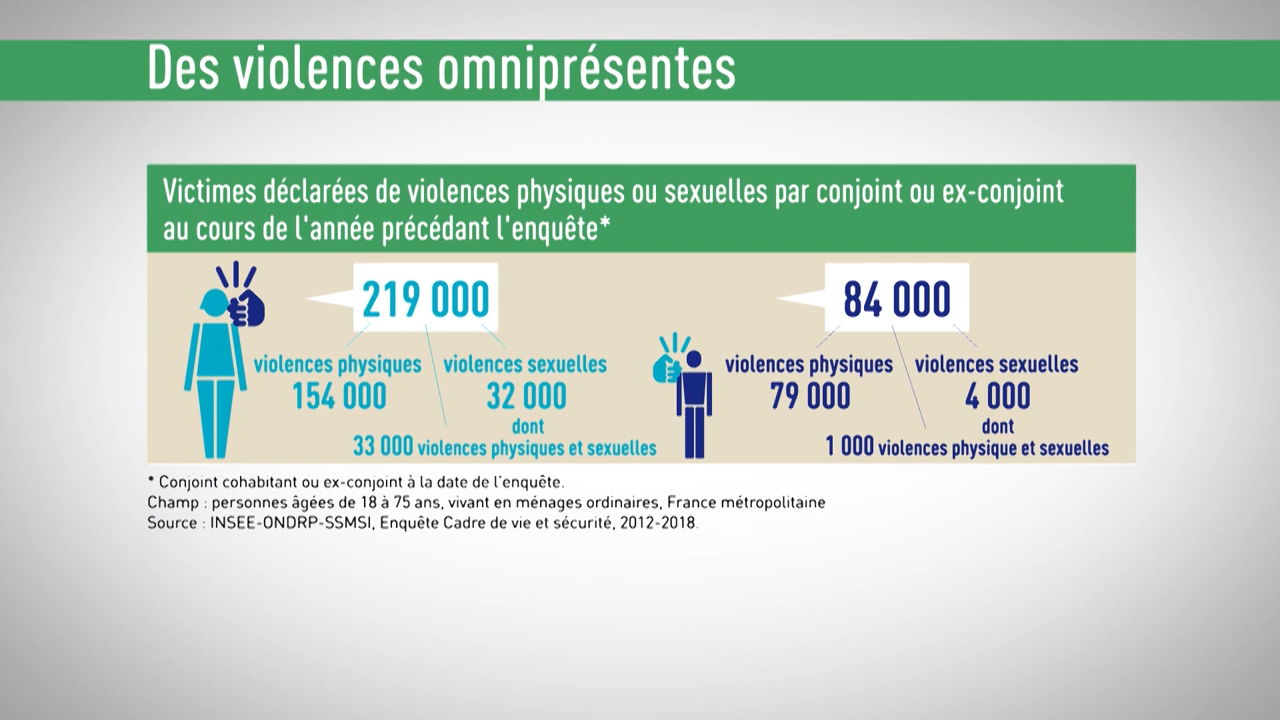 Des violences omniprésentes
Victimes déclarées de violences physiques ou sexuelles par conjoint ou ex-conjoint
au cours de l'année précédant l'enquête*
219 000
violences physiques
154 000
violences sexuelles
32 000
dont
33 000 violences physiques et sexuelles
84 000
violences physiques
79 000
violences sexuelles
4 000
dont
1 000 violences physique et sexuelles
* Conjoint cohabitant ou ex-conjoint à la date de l'enquête.
Champ : personnes âgées de 18 à 75 ans, vivant en ménages ordinaires, France métropolitaine
Source : INSEE-ONDRP-SSMSI, Enquête Cadre de vie et sécurité, 2012-2018.